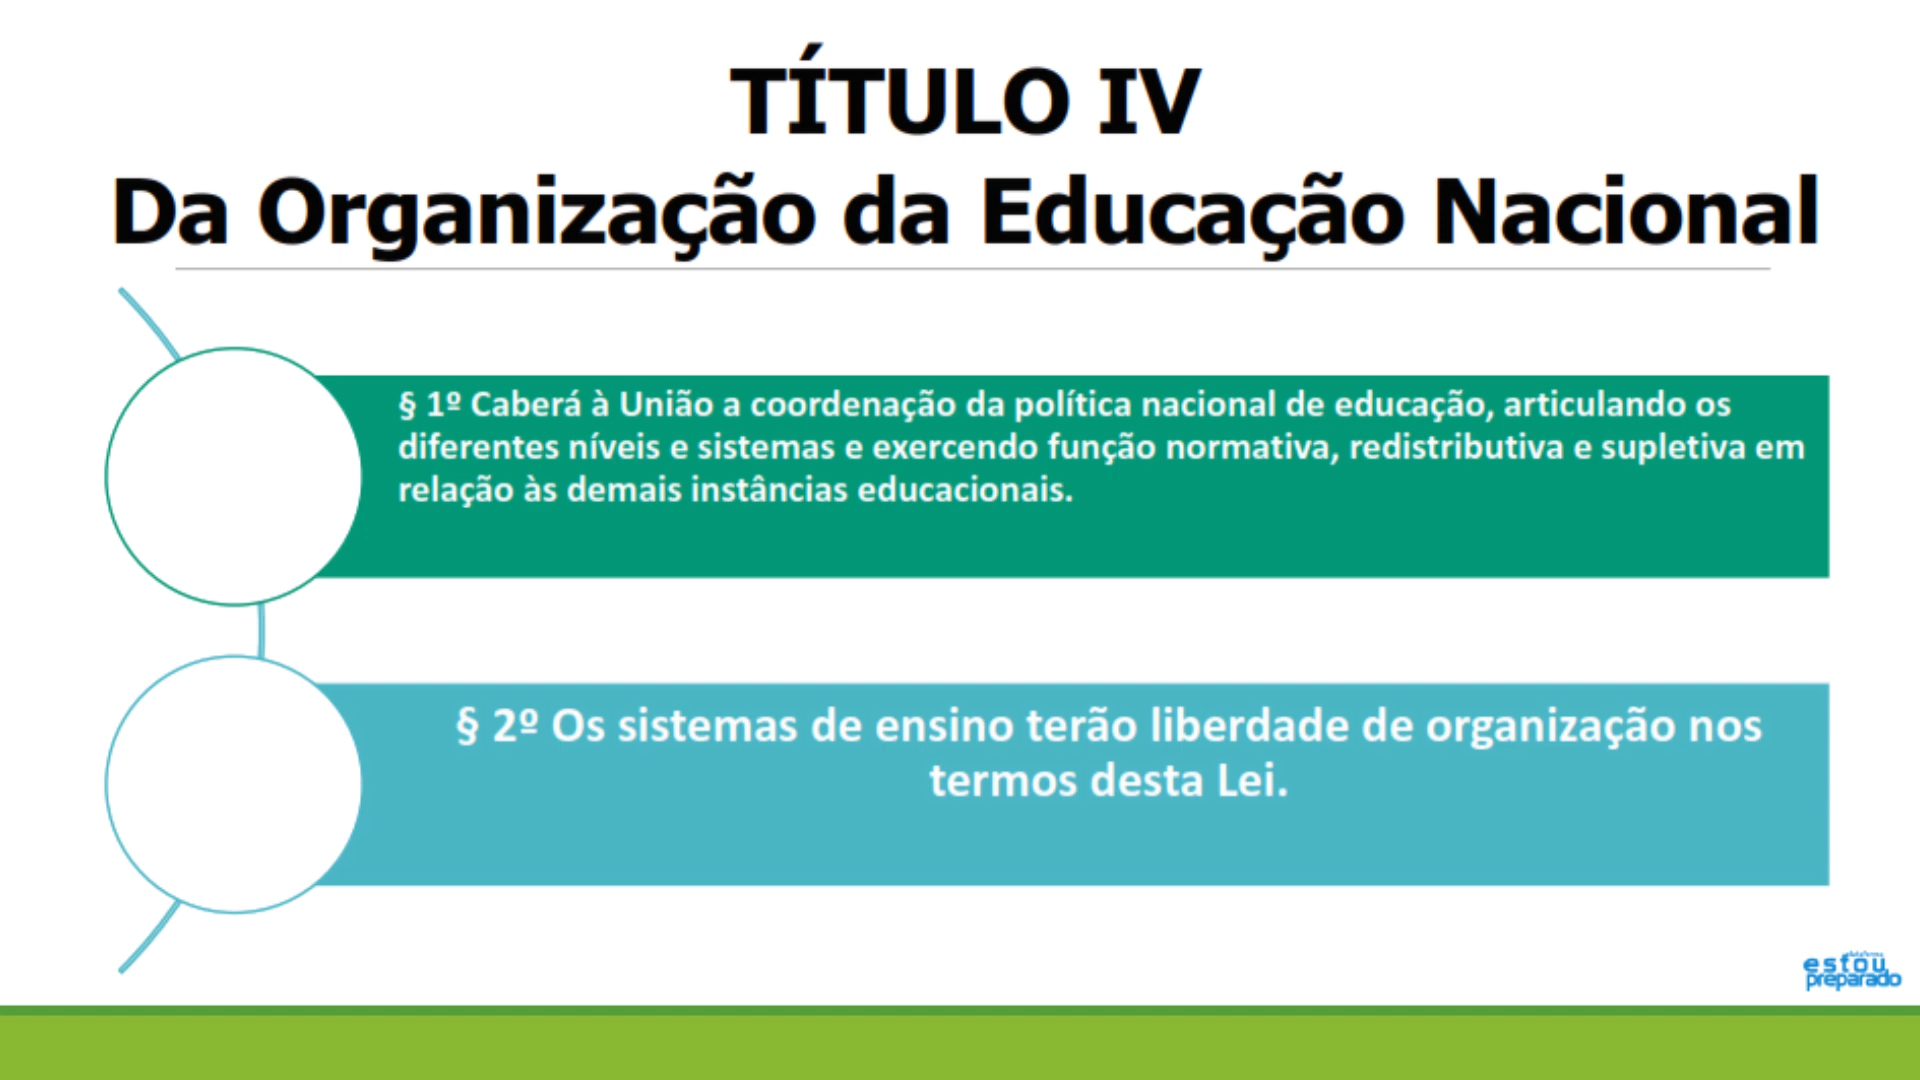 TÍTULO IV
Da Organização da Educação Nacional
§ 1º Caberá à União a coordenação da política nacional de educação, articulando os
diferentes níveis e sistemas e exercendo função normativa, redistributiva e supletiva em
relação às demais instâncias educacionais.
§ 2º Os sistemas de ensino terão liberdade de organização nos
termos desta Lei.
estou
preparado